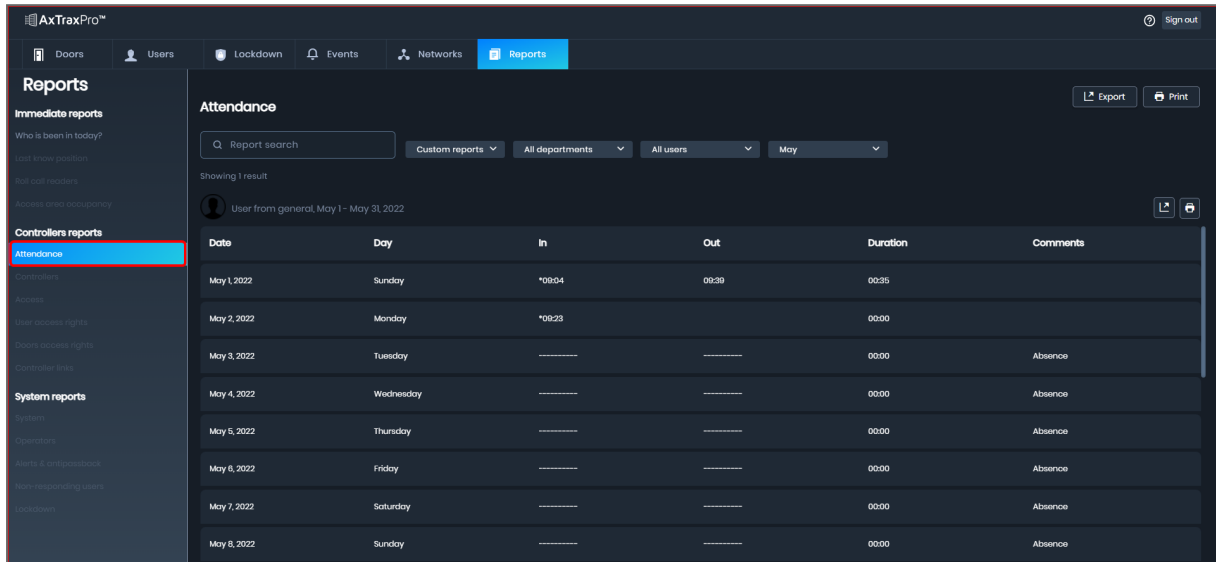 AxTraxPro™
Sign out
Doors
Users
Lockdown
Events
Networks
Reports
Reports
Immediate reports
Who is been in today?
Last know position
Roll call readers
Access area occupancy
Controllers reports
Attendance
Controllers
Access
User access rights
Doors access rights
Controller links
System reports
System
Operators
Alerts & antipassback
Non-responding users
Lockdown
Attendance
Export
Print
Report search
Custom reports
All departments
All users
May
Showing 1 result
User from general, May 1 - May 31, 2022
Date Day In Out Duration Comments
May 1, 2022 Sunday *09:04 09:39 00:35
May 2, 2022 Monday *09:23 00:00
May 3, 2022 Tuesday ---------- ---------- 00:00 Absence
May 4, 2022 Wednesday ---------- ---------- 00:00 Absence
May 5, 2022 Thursday ---------- ---------- 00:00 Absence
May 6, 2022 Friday ---------- ---------- 00:00 Absence
May 7, 2022 Saturday ---------- ---------- 00:00 Absence
May 8, 2022 Sunday ---------- ---------- 00:00 Absence